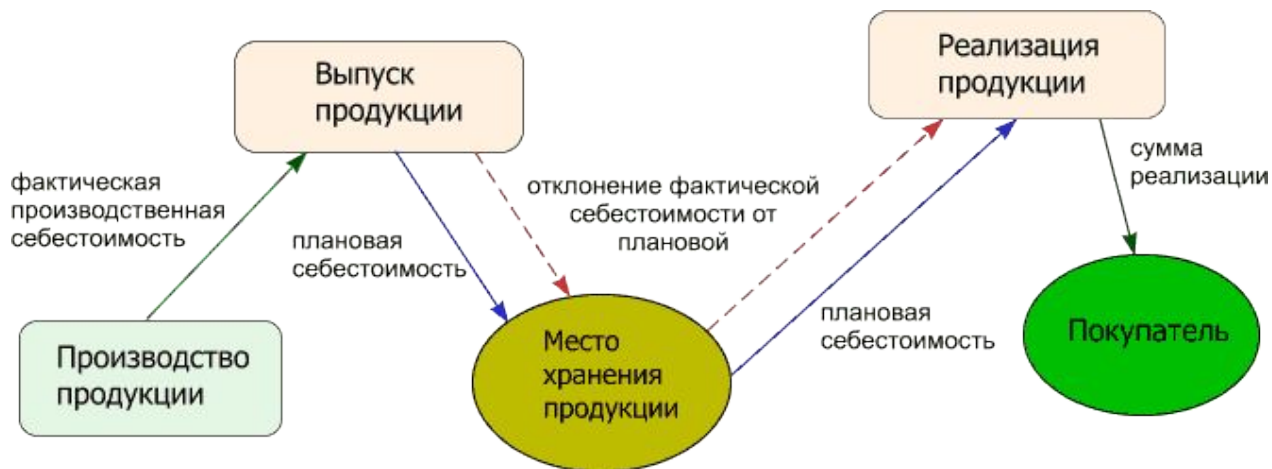 Выпуск
продукции
Реализация
продукции
фактическая
производственная
себестоимость
плановая
себестоимость
отклонение фактической
себестоимости от
плановой
сумма
реализации
плановая
себестоимость
Производство
продукции
Место
хранения
продукции
Покупатель